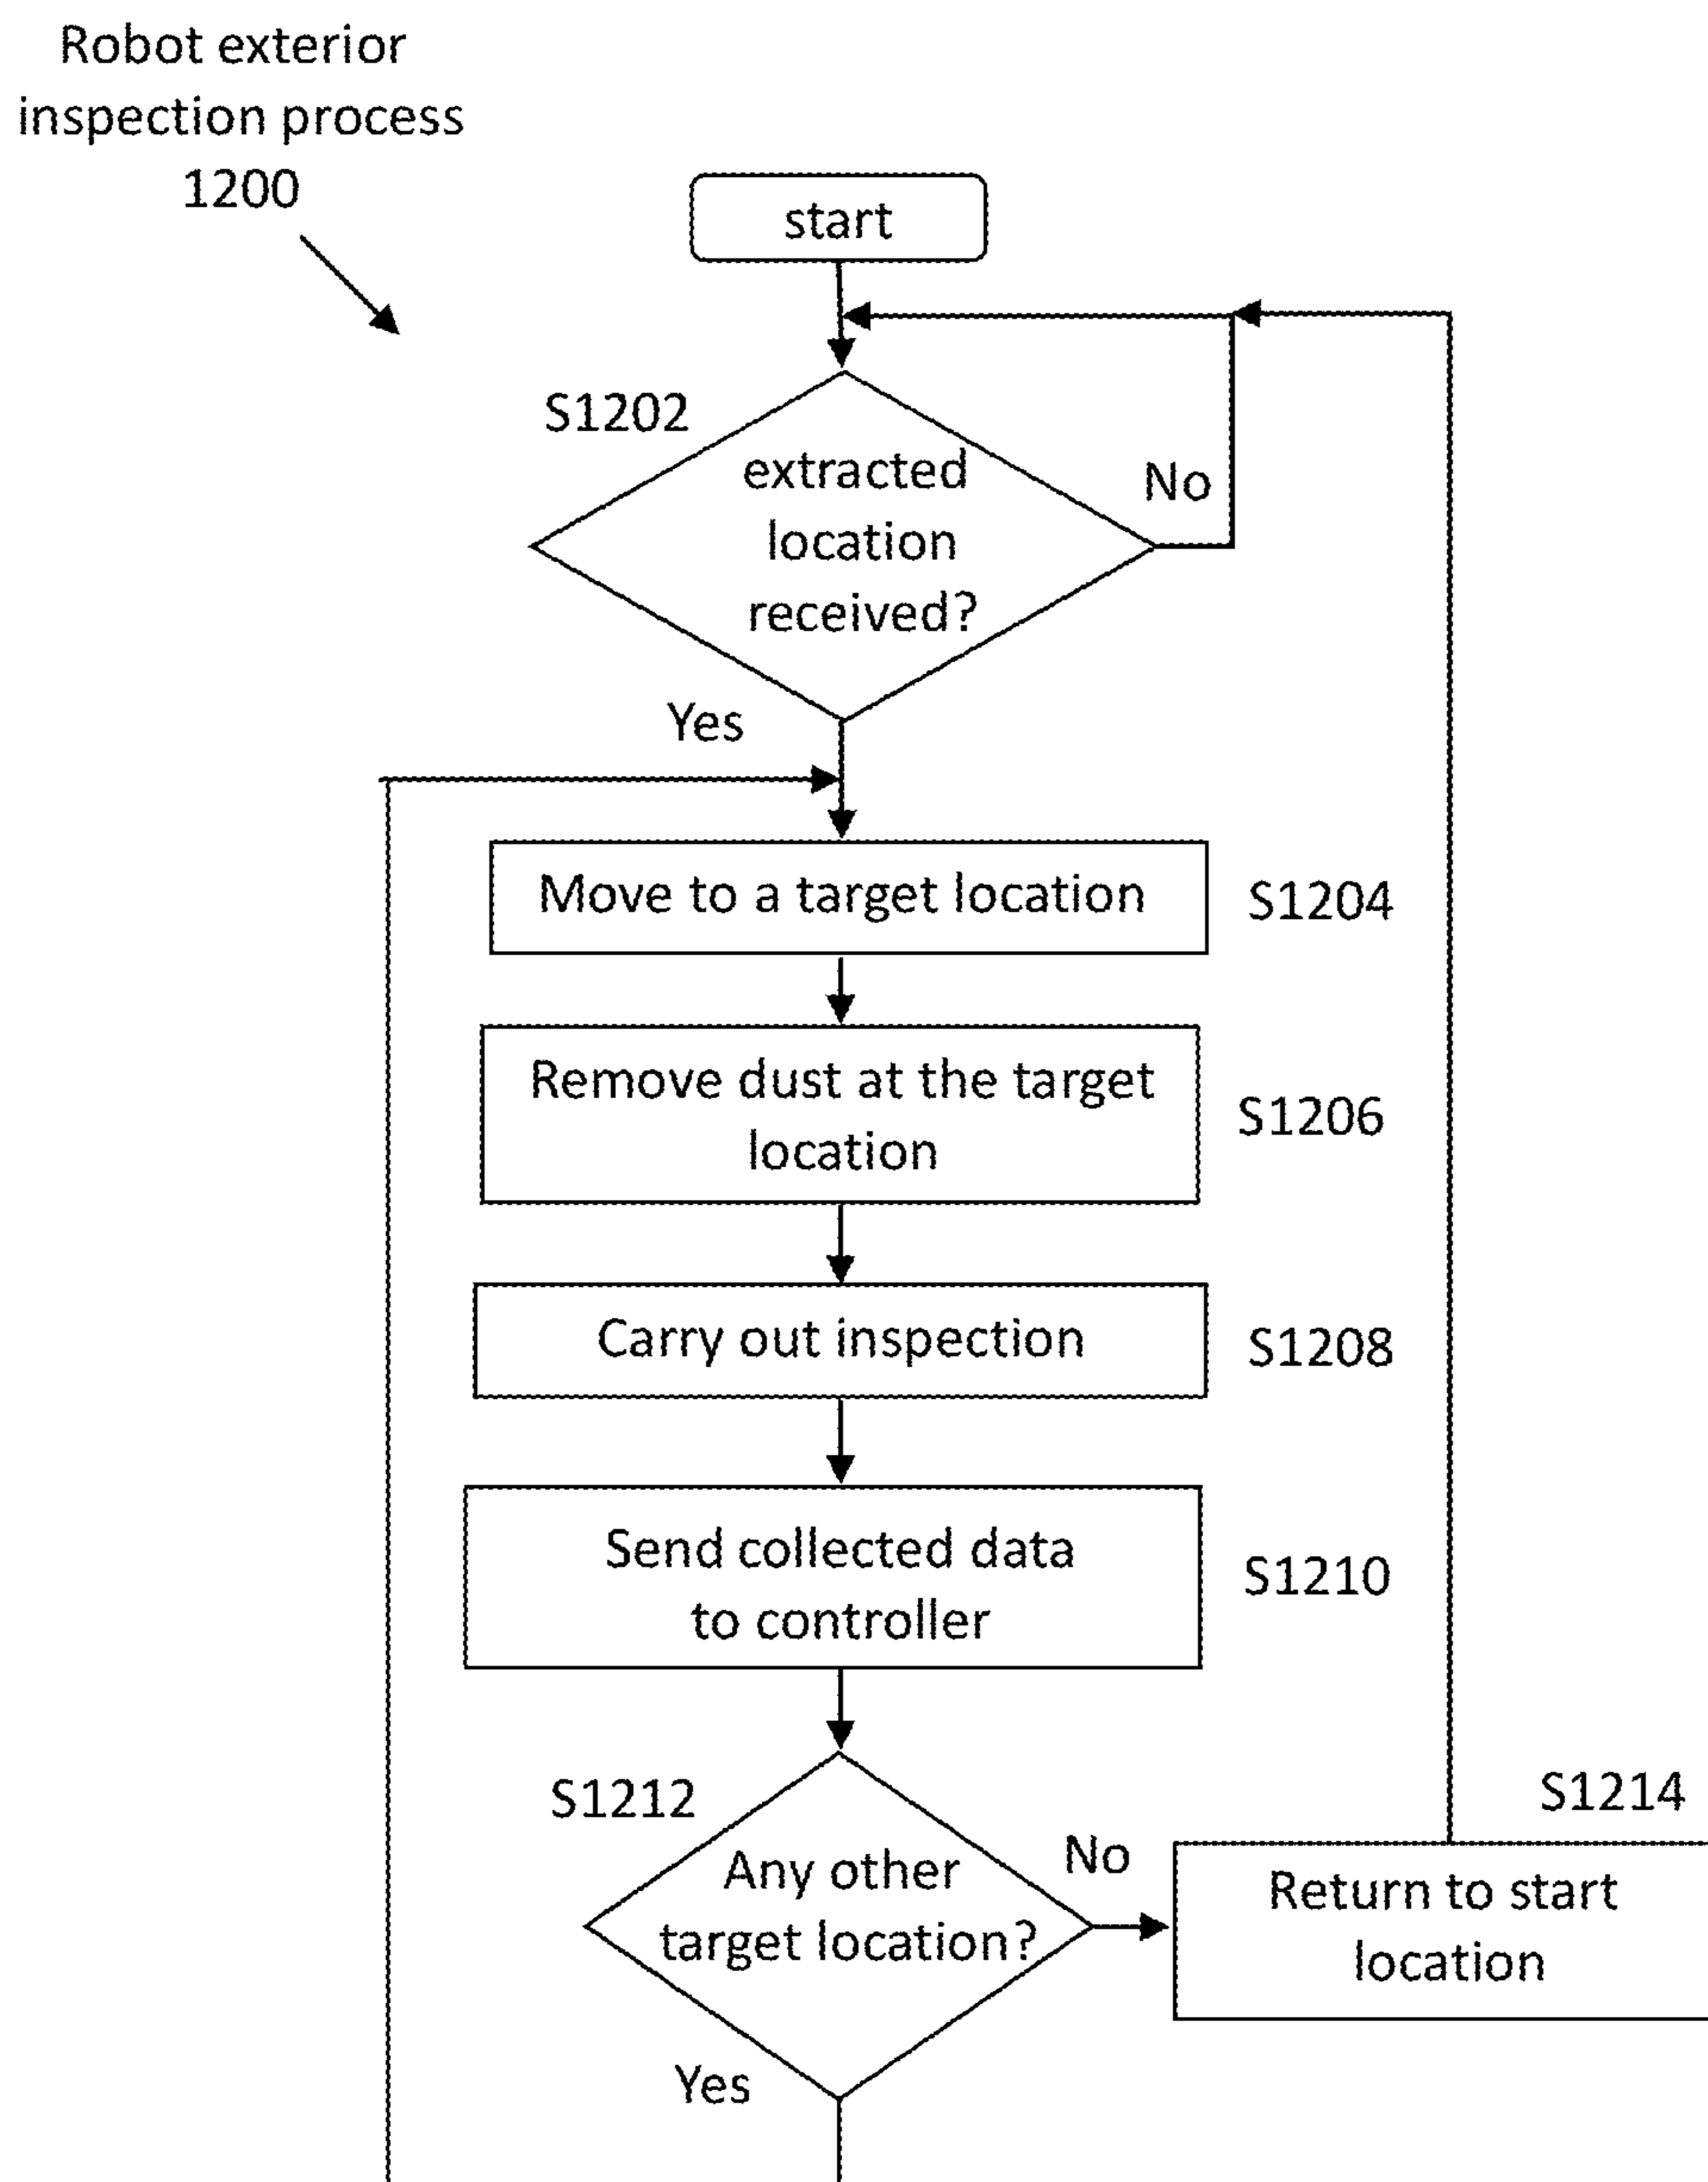 Robot exterior
inspection process
1200
start
S1202
extracted
location
received?
No
Yes
Move to a target location
S1204
Remove dust at the target
location
S1206
Carry out inspection
S1208
Send collected data
to controller
S1210
S1212
Any other
target location?
No
S1214
Return to start
location
Yes